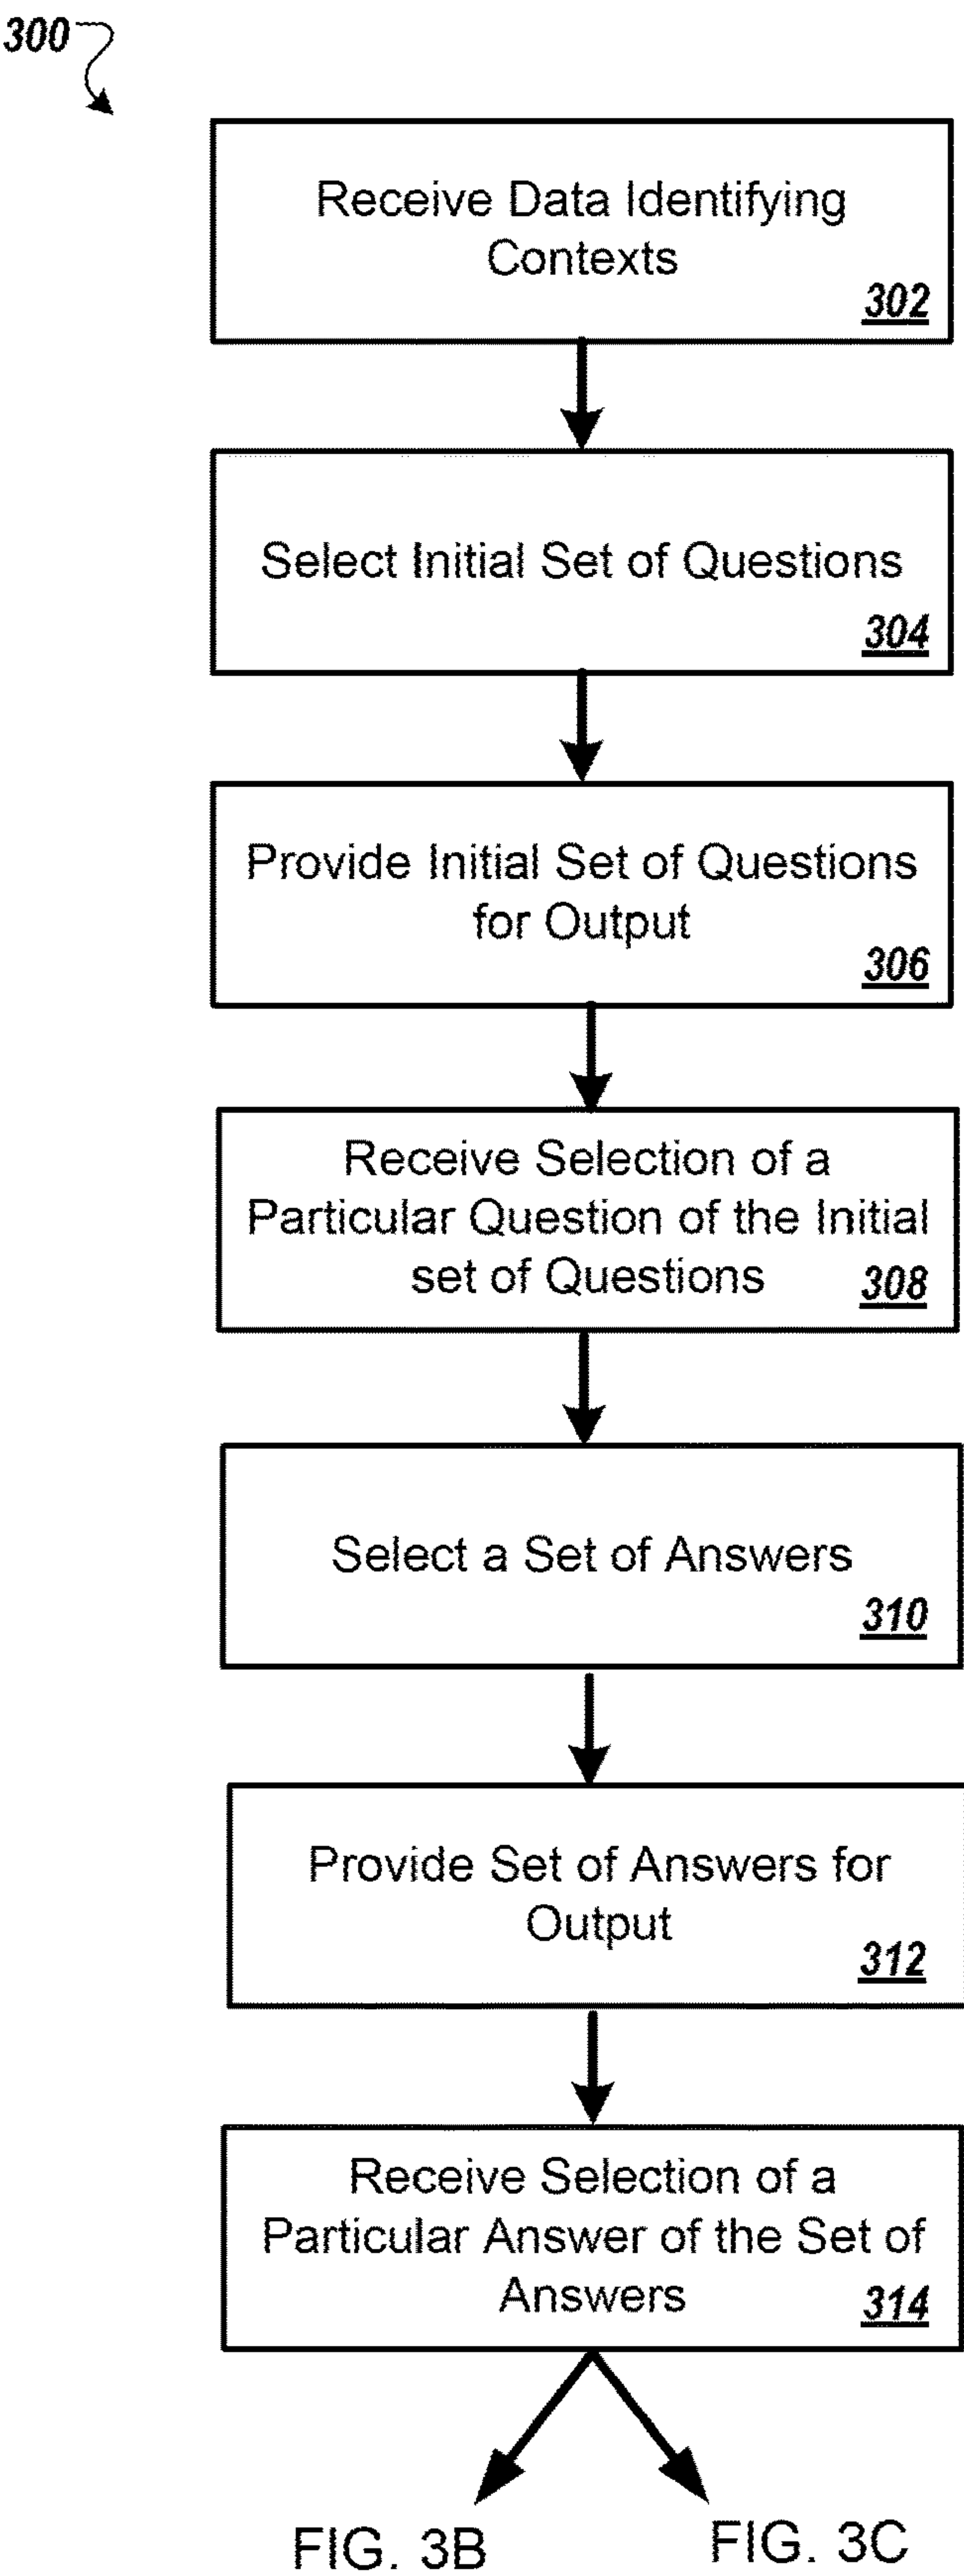 300
Receive Data Identifying
Contexts
302
Select Initial Set of Questions
304
Provide Initial Set of Questions
for Output
306
Receive Selection of a
Particular Question of the Initial
set of Questions
308
Select a Set of Answers
310
Provide Set of Answers for
Output
312
Receive Selection of a
Particular Answer of the Set of
Answers
314
FIG. 3B
FIG. 3C